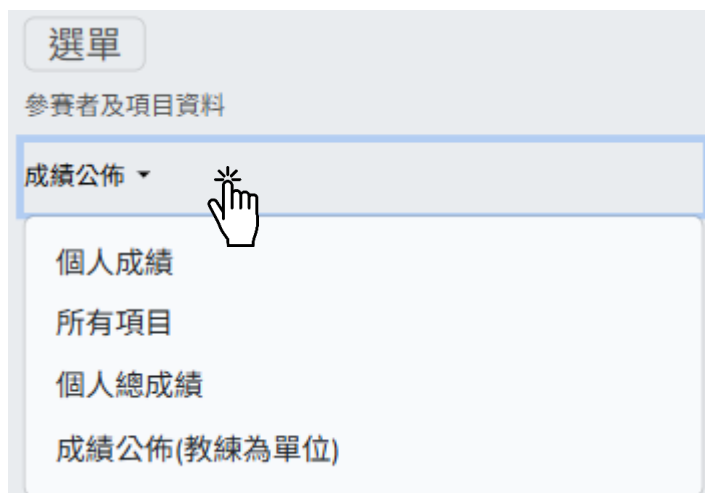 選單
參賽者及項目資料
成績公佈
個人成績
所有項目
個人總成績
成績公佈(教練為單位)